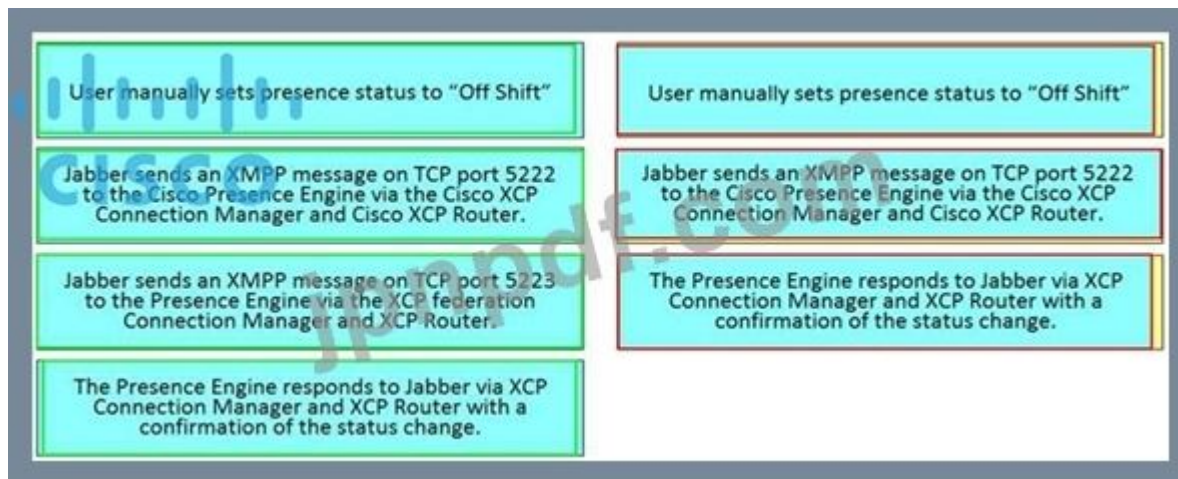 User manually sets presence status to “Off Shift”
Jabber sends an XMPP message on TCP port 5222
to the Cisco Presence Engine via the Cisco XCP
Connection Manager and Cisco XCP Router.
Jabber sends an XMPP message on TCP port 5223
to the Presence Engine via the XCP federation
Connection Manager and XCP Router.
The Presence Engine responds to Jabber via XCP
Connection Manager and XCP Router with a
confirmation of the status change.
User manually sets presence status to “Off Shift”
Jabber sends an XMPP message on TCP port 5222
to the Cisco Presence Engine via the Cisco XCP
Connection Manager and Cisco XCP Router.
The Presence Engine responds to Jabber via XCP
Connection Manager and XCP Router with a
confirmation of the status change.
CISCO
jpnpdf.com